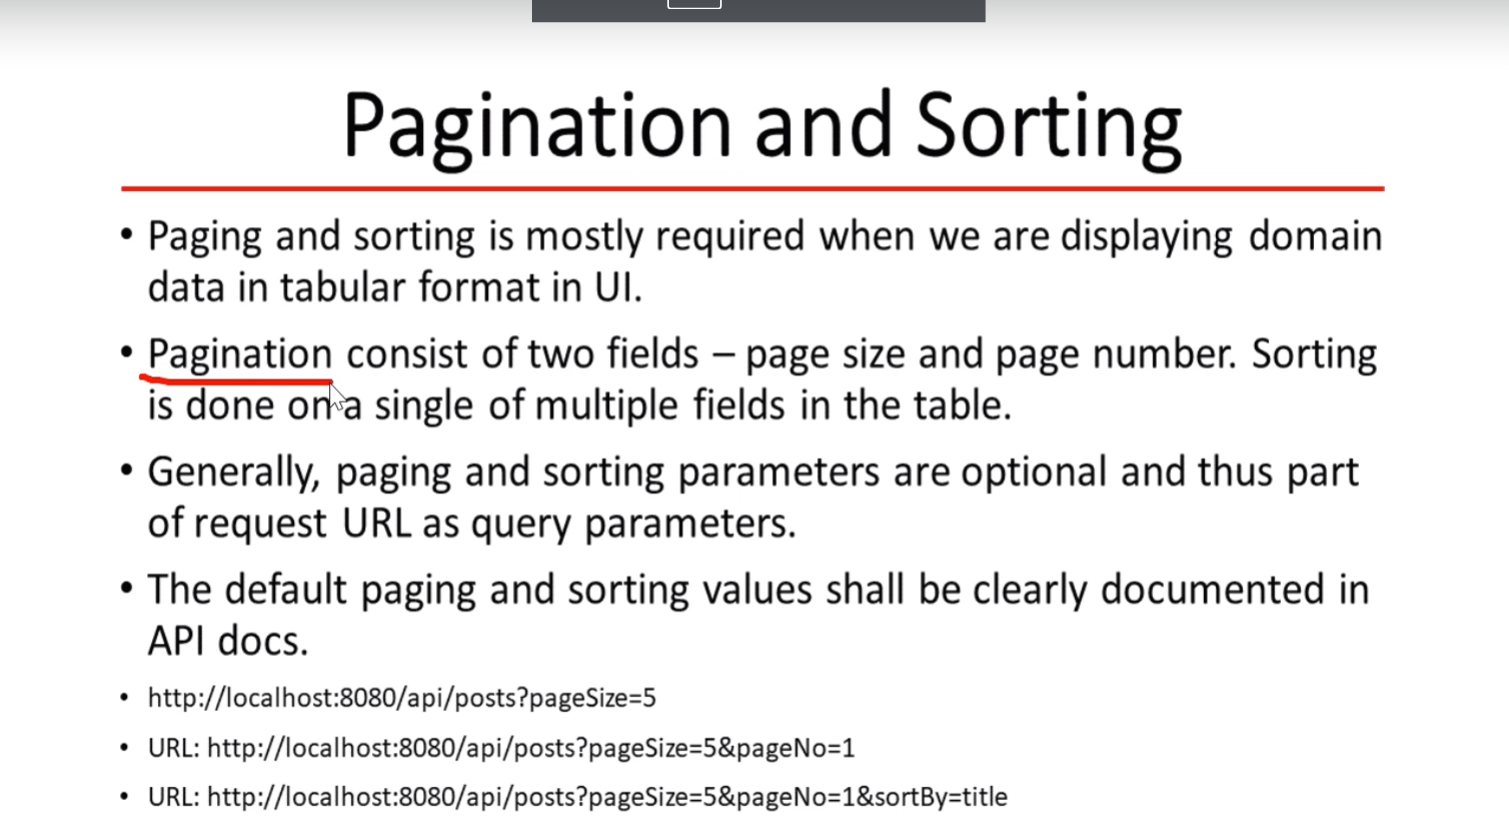 Pagination and Sorting
• Paging and sorting is mostly required when we are displaying domain
data in tabular format in UI.
• Pagination consist of two fields – page size and page number. Sorting
is done on a single of multiple fields in the table.
• Generally, paging and sorting parameters are optional and thus part
of request URL as query parameters.
• The default paging and sorting values shall be clearly documented in
API docs.
• http://localhost:8080/api/posts?pageSize=5
• URL: http://localhost:8080/api/posts?pageSize=5&pageNo=1
• URL: http://localhost:8080/api/posts?pageSize=5&pageNo=1&sortBy=title